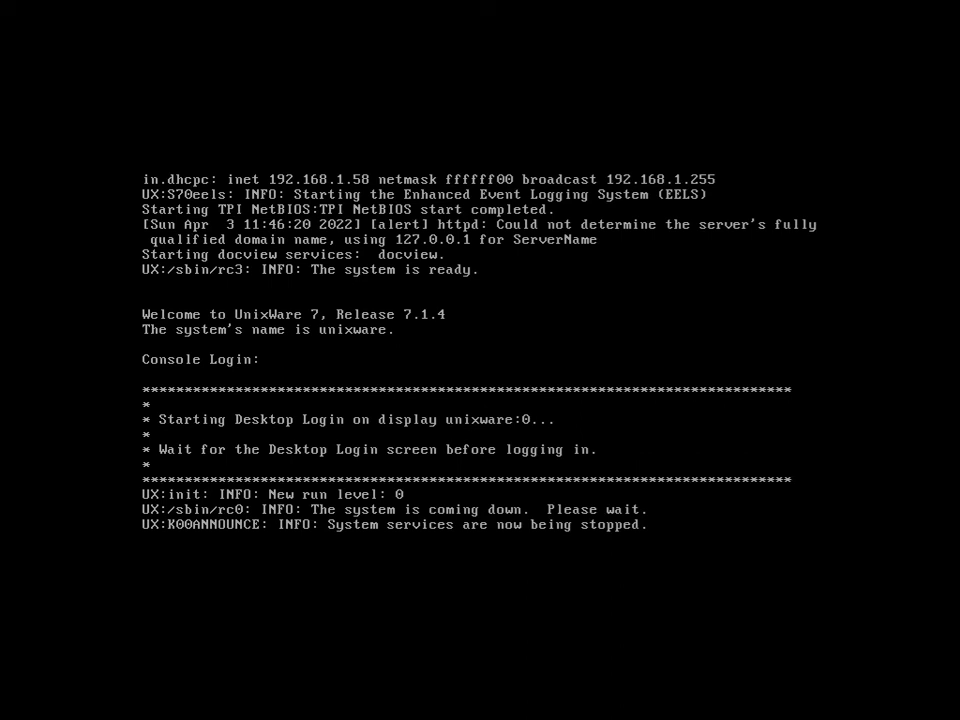 in.dhcpc: inet 192.168.1.58 netmask ffffff00 broadcast 192.168.1.255
UX:S70eels: INFO: Starting the Enhanced Event Logging System (EELS)
Starting TPI NetBIOS:TPI NetBIOS start completed.
[Sun Apr  3 11:46:20 2022] [alert] httpd: Could not determine the server's fully
 qualified domain name, using 127.0.0.1 for ServerName
Starting docview services:  docview.
UX:/sbin/rc3: INFO: The system is ready.
Welcome to UnixWare 7, Release 7.1.4
The system's name is unixware.
Console Login:
*****************************************************************************
*
* Starting Desktop Login on display unixware:0...
*
* Wait for the Desktop Login screen before logging in.
*
*****************************************************************************
UX:init: INFO: New run level: 0
UX:/sbin/rc0: INFO: The system is coming down.  Please wait.
UX:K00ANNOUNCE: INFO: System services are now being stopped.